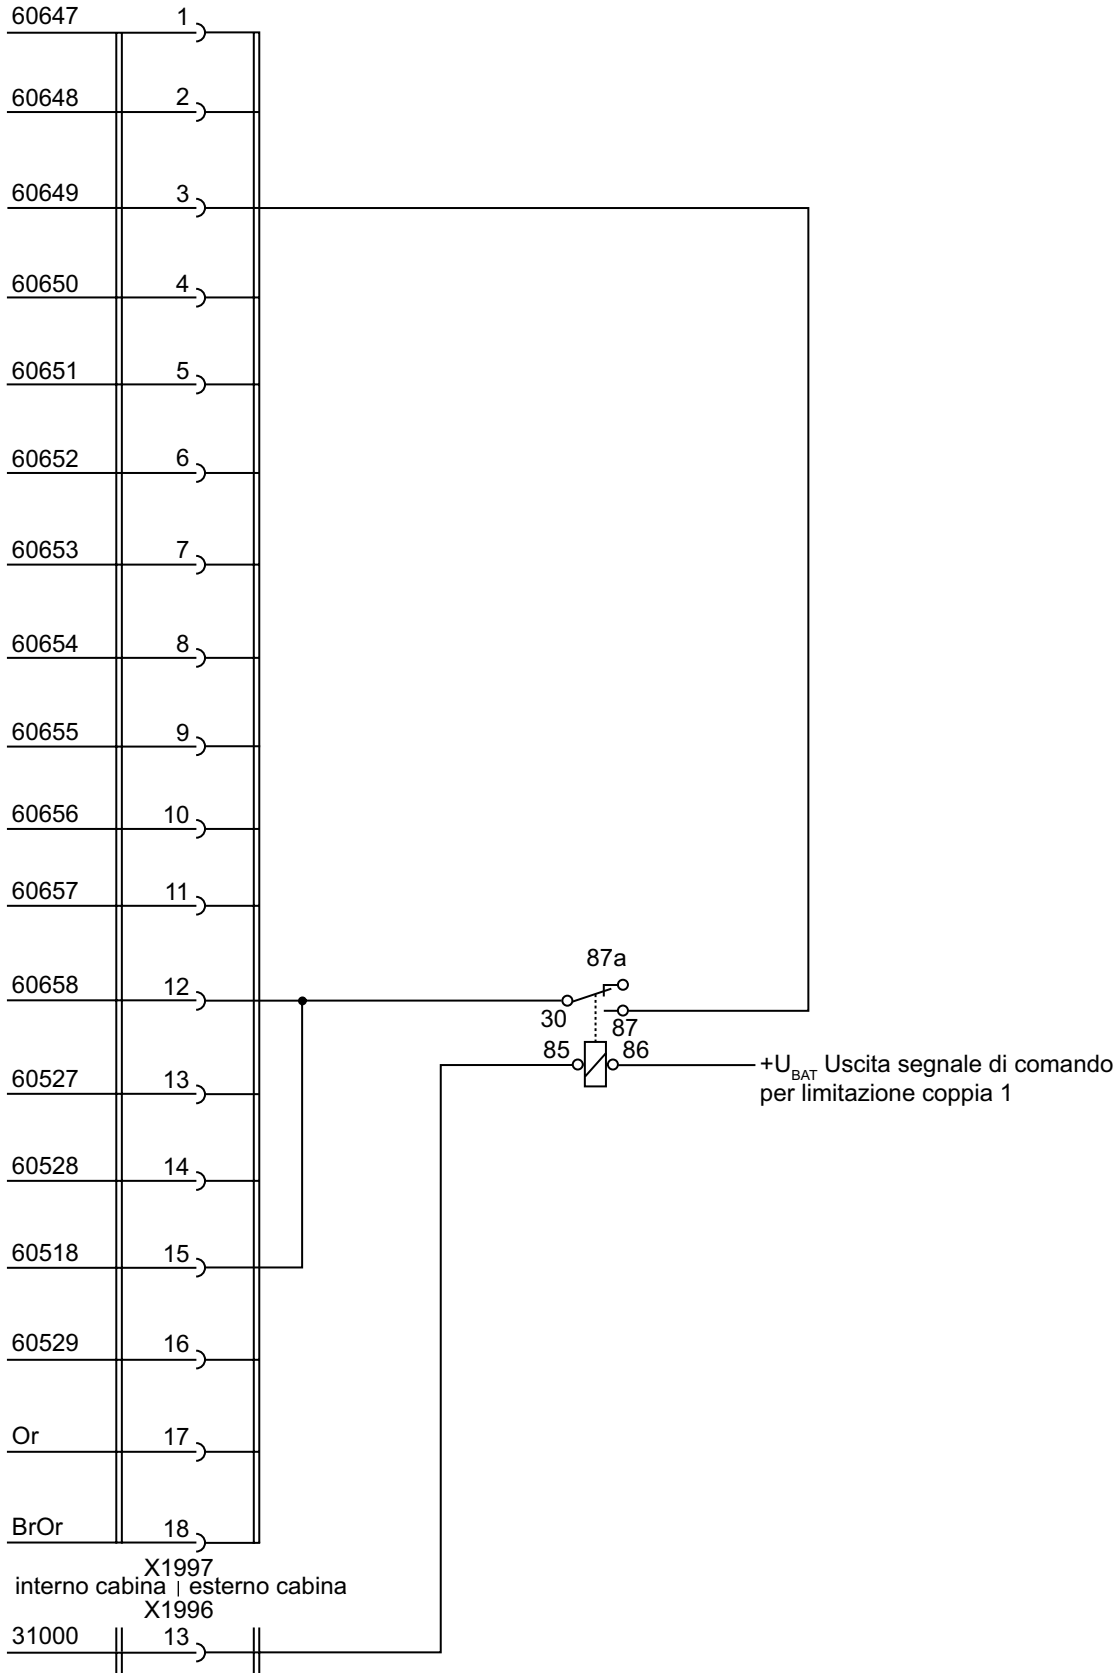 60647 1
60648 2
60649 3
60650 4
60651 5
60652 6
60653 7
60654 8
60655 9
60656 10
60657 11
87a
60658 12
30
87
85 86
+UBAT Uscita segnale di comando
per limitazione coppia 1
60527 13
60528 14
60518 15
60529 16
Or 17
BrOr 18
X1997
interno cabina | esterno cabina
X1996
31000 13